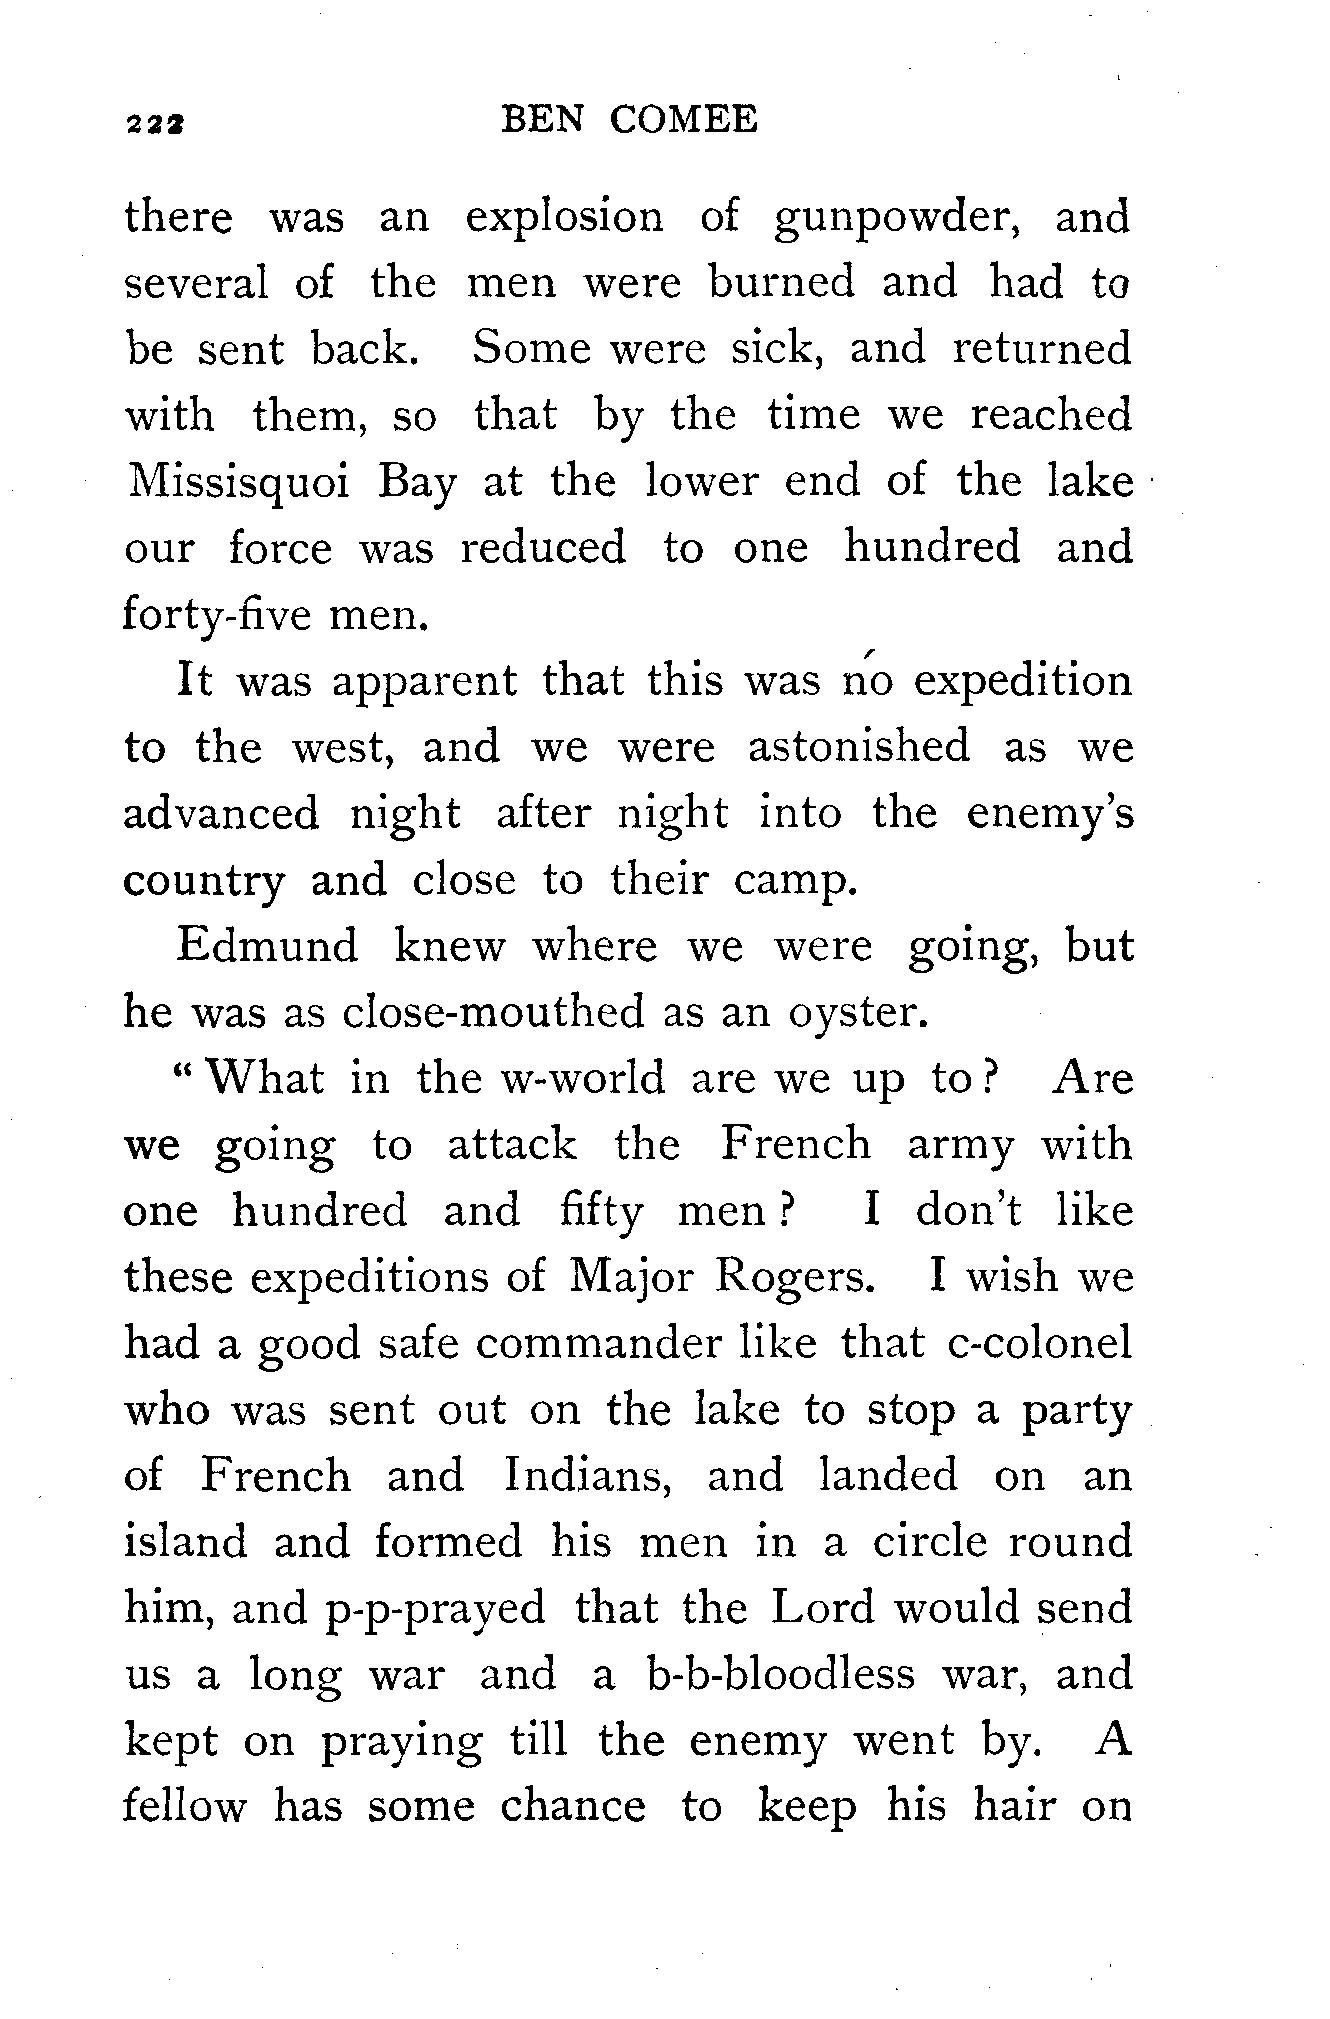 222 BEN COMEE
there was an explosion of gunpowder, and
several of the men were burned and had to
be sent back. Some were sick, and returned
with them, so that by the time we reached
Missisquoi Bay at the lower end of the lake
our force was reduced to one hundred and
forty-five men.
It was apparent that this was no expedition
to the west, and we were astonished as we
advanced night after night into the enemy's
country and close to their camp.
Edmund knew where we were going, but
he was as close-mouthed as an oyster.
“ What in the w-world are we up to ? Are
we going to attack the French army with
one hundred and fifty men ? I don't like
these expeditions of Major Rogers. I wish we
had a good safe commander like that c-colonel
who was sent out on the lake to stop a party
of French and Indians, and landed on an
island and formed his men in a circle round
him, and p-p-prayed that the Lord would send
us a long war and a b-b-bloodless war, and
kept on praying till the enemy went by. A
fellow has some chance to keep his hair on